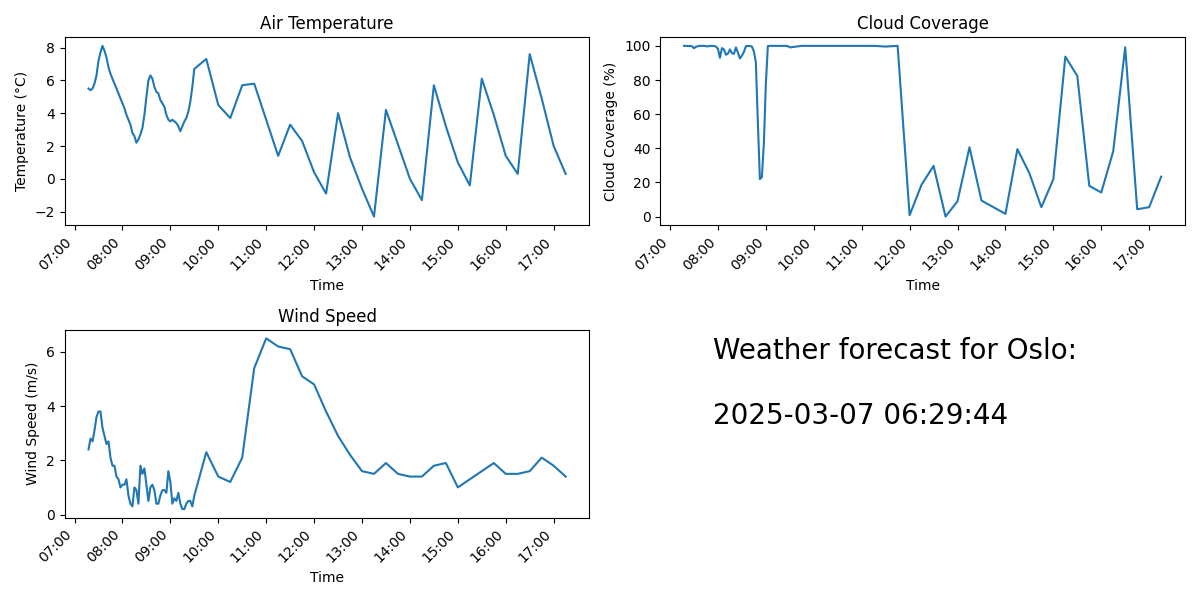 Air Temperature
Temperature (°C)
8
6
4
2
0
−2
07:00 08:00 09:00 10:00 11:00 12:00 13:00 14:00 15:00 16:00 17:00
Time
Cloud Coverage
Cloud Coverage (%)
100
80
60
40
20
0
07:00 08:00 09:00 10:00 11:00 12:00 13:00 14:00 15:00 16:00 17:00
Time
Wind Speed
Wind Speed (m/s)
6
4
2
0
07:00 08:00 09:00 10:00 11:00 12:00 13:00 14:00 15:00 16:00 17:00
Time
Weather forecast for Oslo:
2025-03-07 06:29:44